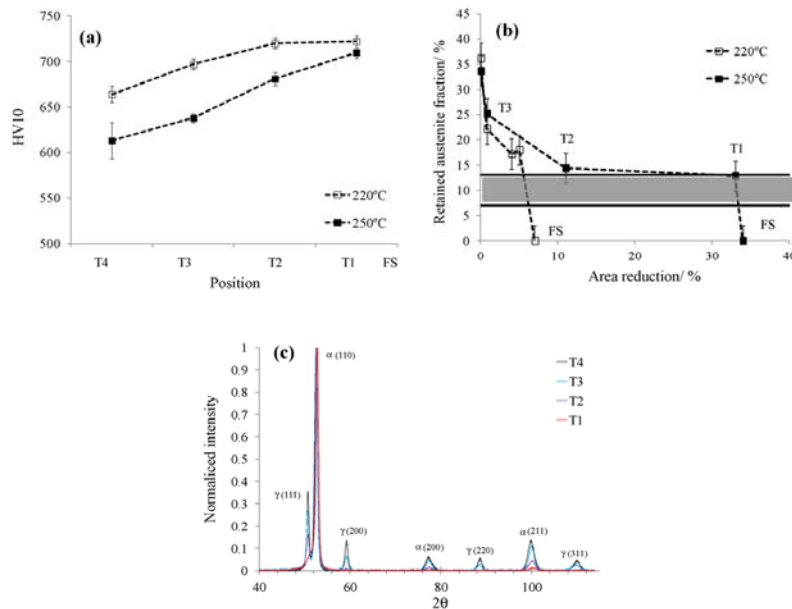 (a)
750
700
650
600
550
500
HV10
220ºC
250ºC
T4 T3 T2 T1 FS
Position
(b)
45
40
35
30
25
20
15
10
5
0
Retained austenite fraction/ %
220ºC
250ºC
T3
T2
T1
FS
FS
0 10 20 30 40
Area reduction/ %
(c)
1
0.9
0.8
0.7
0.6
0.5
0.4
0.3
0.2
0.1
0
Normaliced intensity
α (110)
γ (111)
γ (200)
α (200)
γ (220)
α (211)
γ (311)
T4
T3
T2
T1
40 60 80 100
2θ